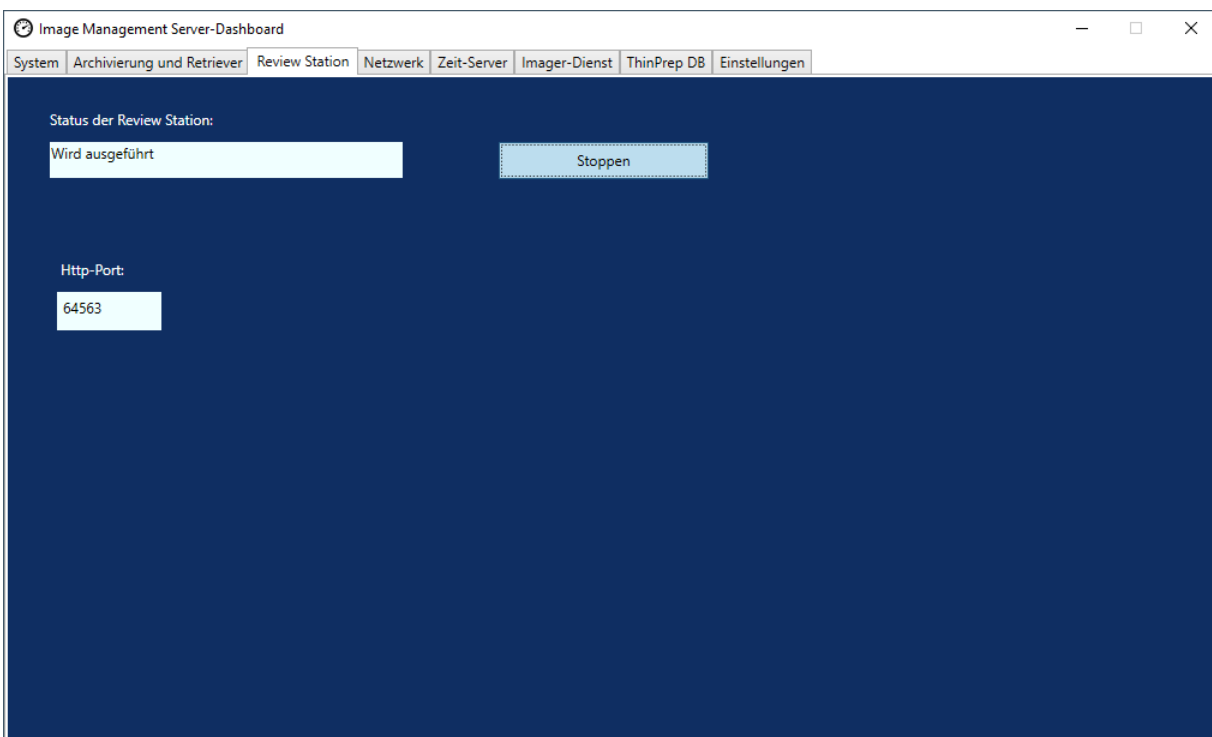 Image Management Server-Dashboard
System Archivierung und Retriever Review Station Netzwerk Zeit-Server Imager-Dienst ThinPrep DB Einstellungen
Status der Review Station:
Wird ausgeführt Stoppen
Http-Port:
64563